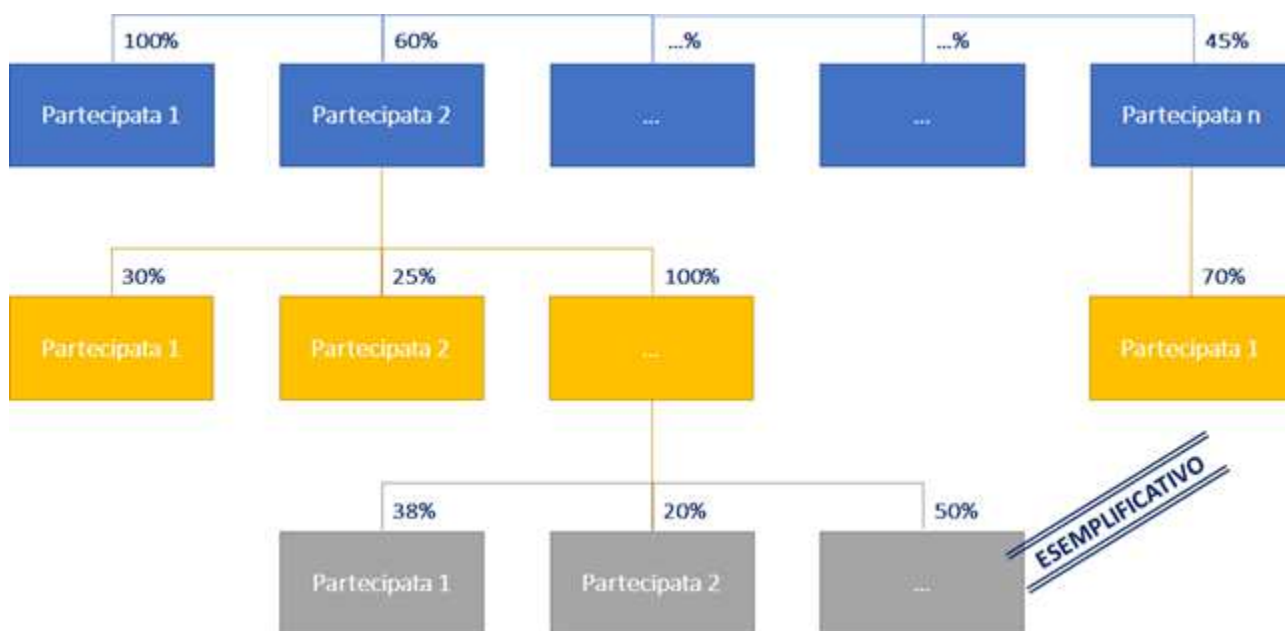 100%
60%
...%
...%
45%
Partecipata 1
Partecipata 2
...
...
Partecipata n
30%
25%
100%
70%
Partecipata 1
Partecipata 2
...
Partecipata 1
38%
20%
50%
ESEMPLIFICATIVO
Partecipata 1
Partecipata 2
...